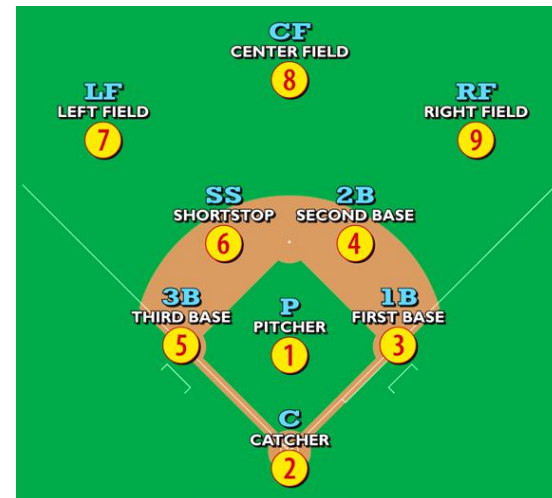 CF
CENTER FIELD
8
LF
LEFT FIELD
7
RF
RIGHT FIELD
9
SS
SHORTSTOP
6
2B
SECOND BASE
4
3B
THIRD BASE
5
P
PITCHER
1
1B
FIRST BASE
3
C
CATCHER
2